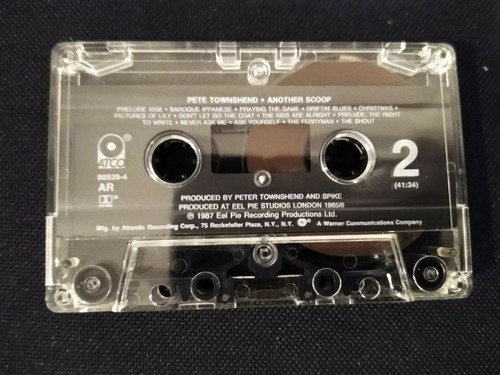 PETE TOWNSHEND • ANOTHER SCOOP
PRELUDE #556 • BAROQUE IPPANESE • PRAYING THE GAME • DRIFTIN' BLUES • CHRISTMAS •
PICTURES OF LILY • DON'T LET GO THE COAT • THE KIDS ARE ALRIGHT • PRELUDE, THE RIGHT
TO WRITE • NEVER ASK ME • ASK YOURSELF • THE FERRYMAN • THE SHOUT
ATCO
90539-4
AR
2
(41:34)
PRODUCED BY PETER TOWNSHEND AND SPIKE
PRODUCED AT EEL PIE STUDIOS LONDON 1985/6
℗ 1987 Eel Pie Recording Productions Ltd.
Mfg. by Atlantic Recording Corp., 75 Rockefeller Plaza, N.Y., N.Y. A Warner Communications Company